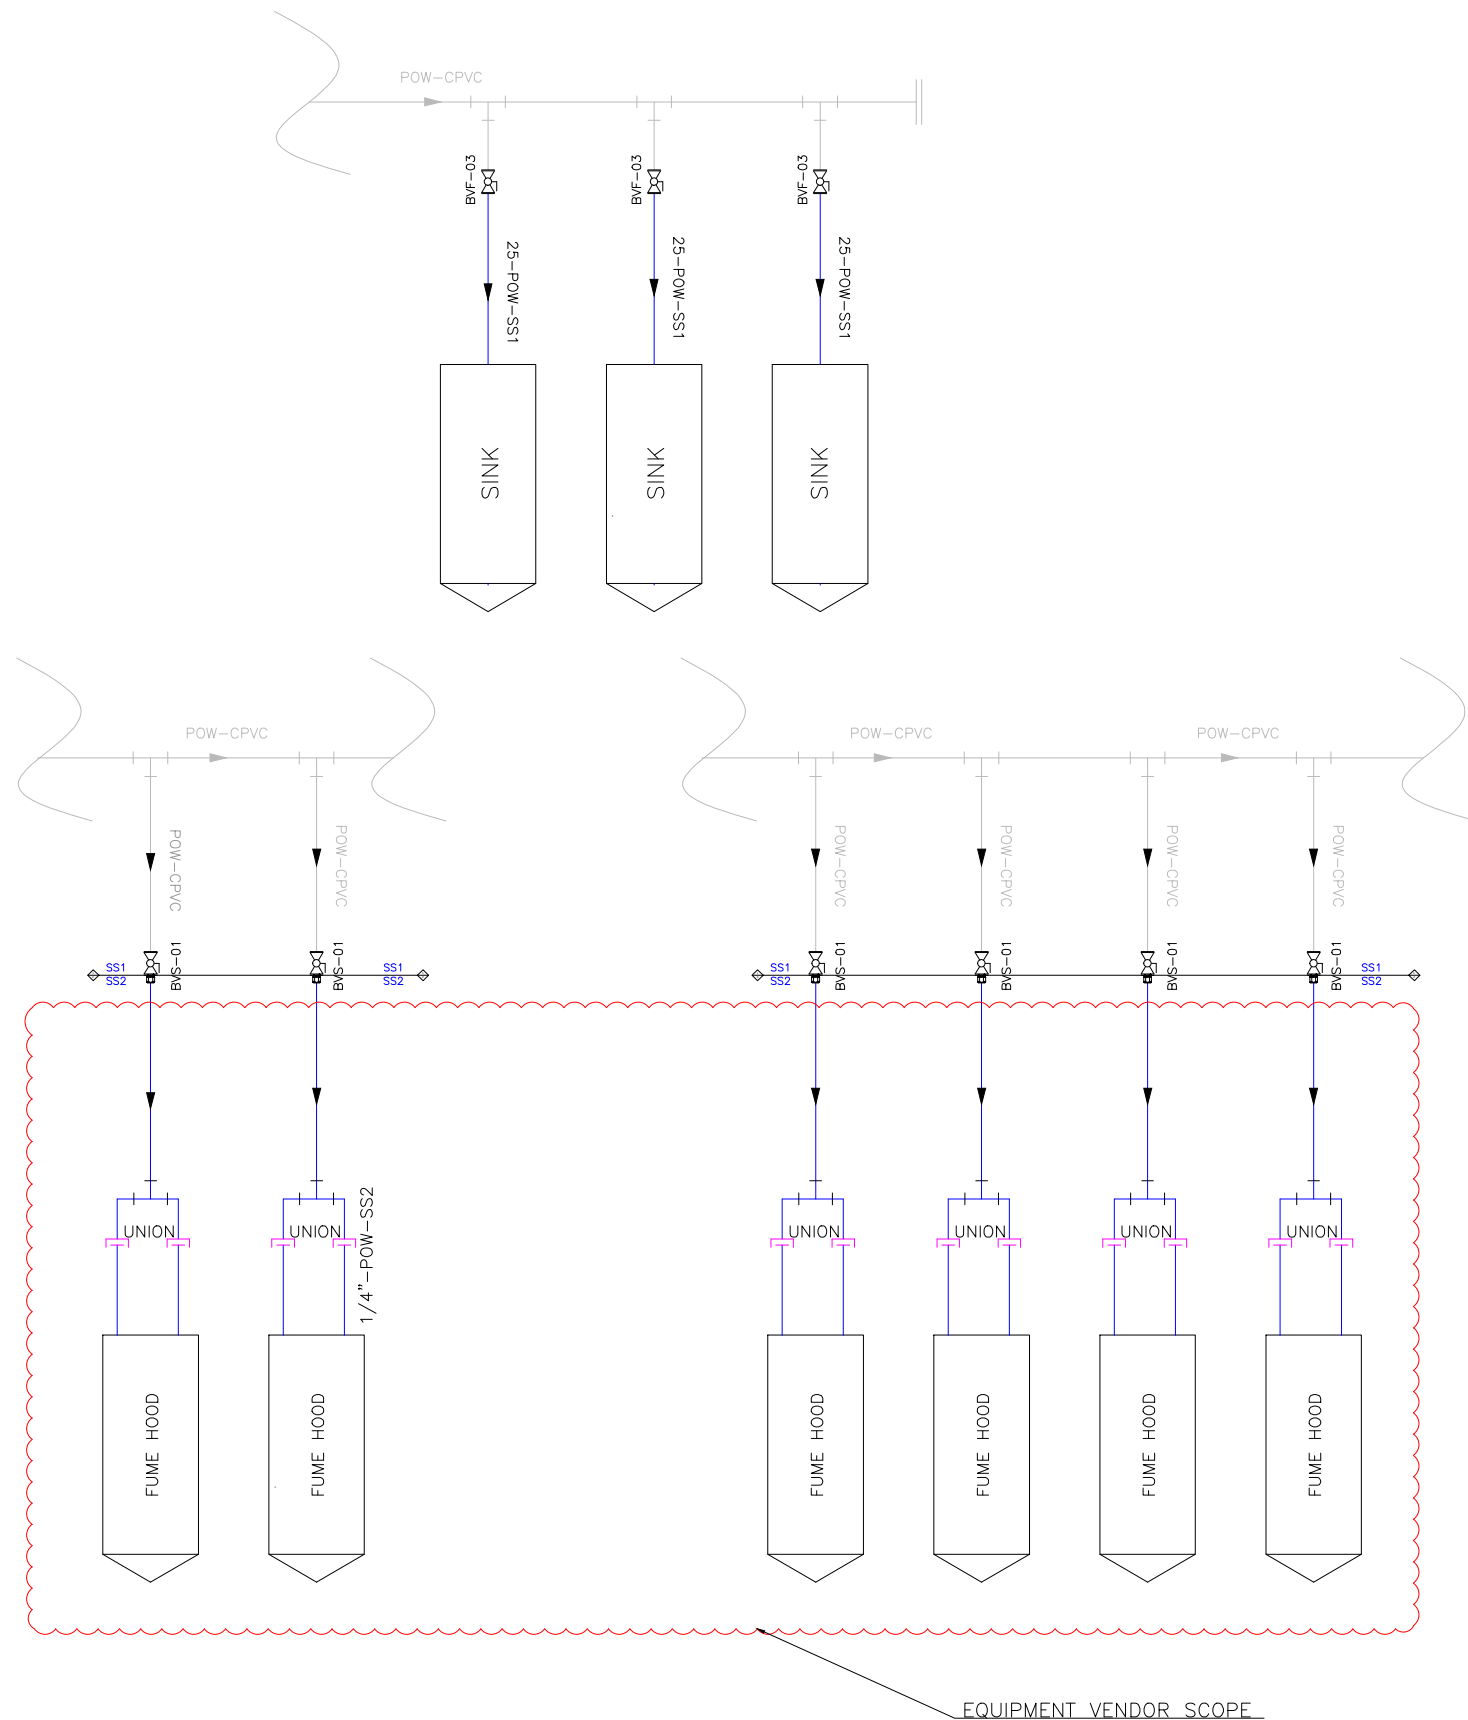 POW-CPVC
BVF-03
BVF-03
BVF-03
25-POW-SS1
25-POW-SS1
25-POW-SS1
SINK
SINK
SINK
POW-CPVC
POW-CPVC
POW-CPVC
POW-CPVC
POW-CPVC
POW-CPVC
POW-CPVC
POW-CPVC
POW-CPVC
SS1
SS2
BVS-01
BVS-01
SS1
SS2
SS1
SS2
BVS-01
BVS-01
BVS-01
BVS-01
SS1
SS2
UNION
UNION
1/4"-POW-SS2
UNION
UNION
UNION
UNION
FUME HOOD
FUME HOOD
FUME HOOD
FUME HOOD
FUME HOOD
FUME HOOD
EQUIPMENT VENDOR SCOPE